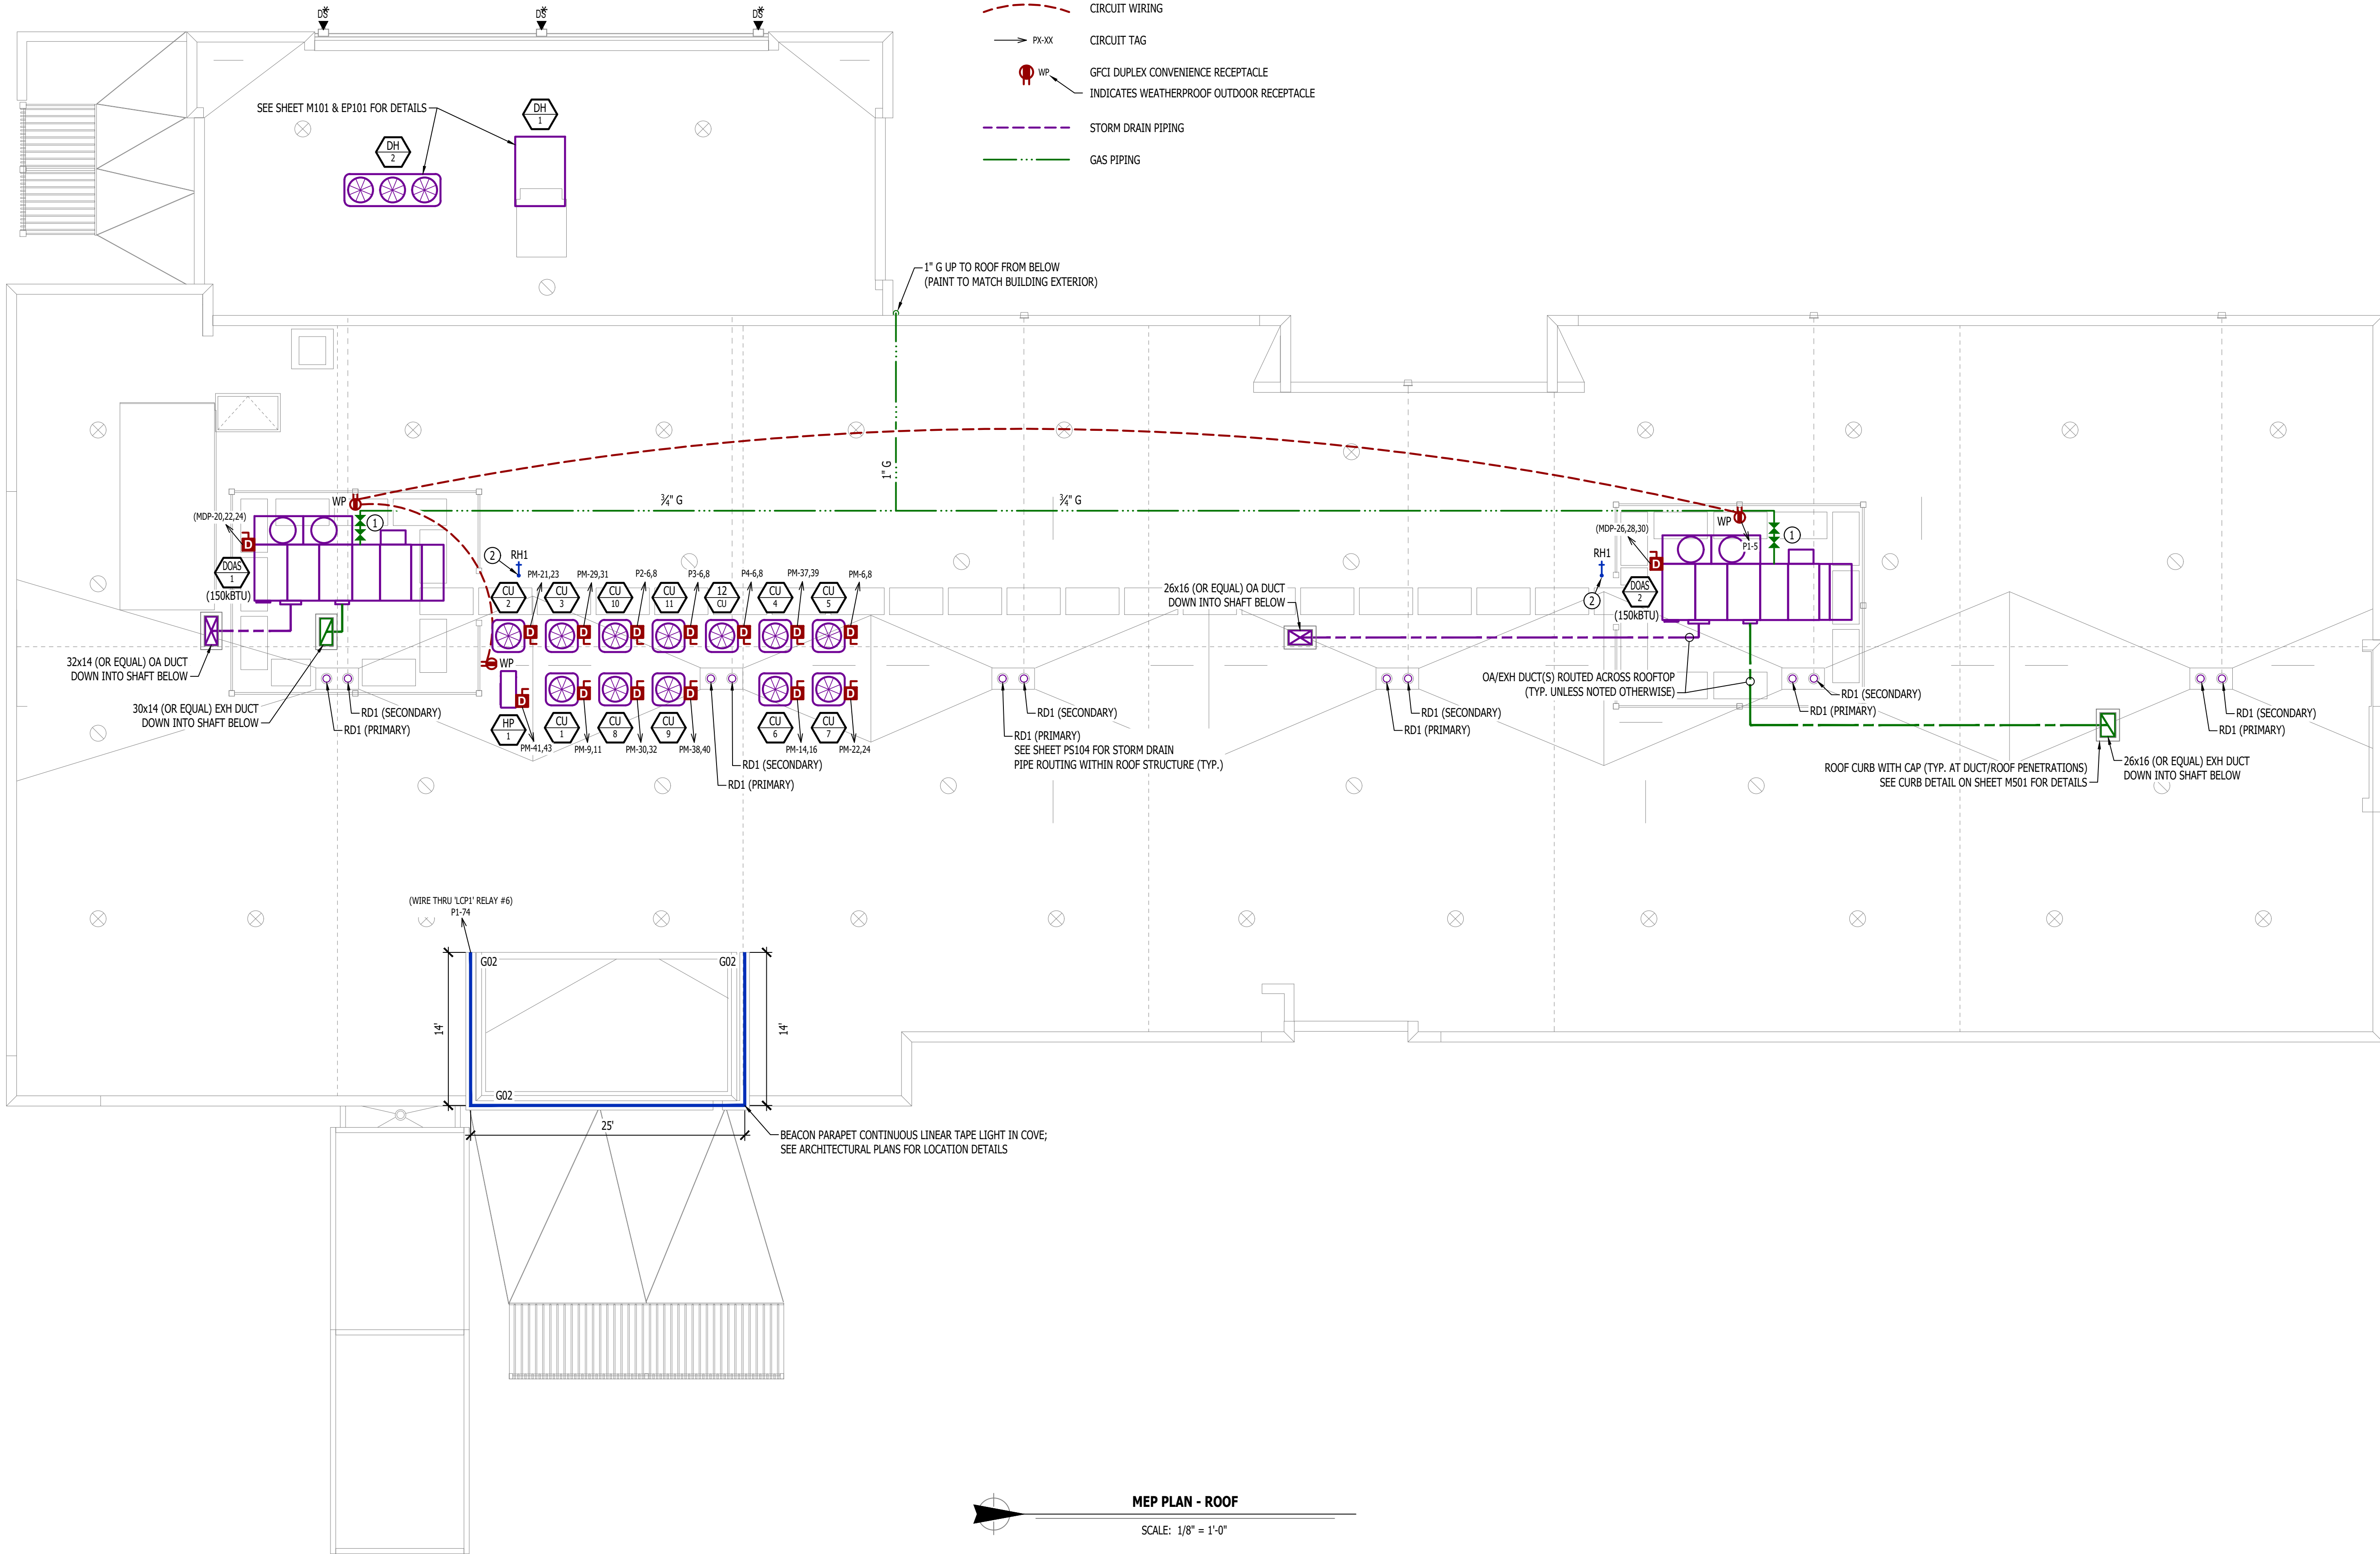 DS*
DS*
DS*
CIRCUIT WIRING
PX-XX
CIRCUIT TAG
WP
GFCI DUPLEX CONVENIENCE RECEPTACLE
INDICATES WEATHERPROOF OUTDOOR RECEPTACLE
STORM DRAIN PIPING
GAS PIPING
SEE SHEET M101 & EP101 FOR DETAILS
DH
1
DH
2
1" G UP TO ROOF FROM BELOW
(PAINT TO MATCH BUILDING EXTERIOR)
1" G
¾" G
¾" G
WP
(MDP-20,22,24)
1
D
DOAS
1
(150kBTU)
2
RH1
WP
P1-5
1
(MDP-26,28,30)
RH1
D
DOAS
2
(150kBTU)
2
PM-21,23
PM-29,31
P2-6,8
P3-6,8
P4-6,8
PM-37,39
PM-6,8
CU
2
CU
3
CU
10
CU
11
12
CU
CU
4
CU
5
D
D
D
D
D
D
D
WP
32x14 (OR EQUAL) OA DUCT
DOWN INTO SHAFT BELOW
30x14 (OR EQUAL) EXH DUCT
DOWN INTO SHAFT BELOW
RD1 (SECONDARY)
RD1 (PRIMARY)
D
D
D
D
D
D
HP
1
CU
1
CU
8
CU
9
CU
6
CU
7
PM-41,43
PM-9,11
PM-30,32
PM-38,40
PM-14,16
PM-22,24
RD1 (SECONDARY)
RD1 (PRIMARY)
26x16 (OR EQUAL) OA DUCT
DOWN INTO SHAFT BELOW
RD1 (SECONDARY)
RD1 (PRIMARY)
SEE SHEET PS104 FOR STORM DRAIN
PIPE ROUTING WITHIN ROOF STRUCTURE (TYP.)
RD1 (SECONDARY)
RD1 (PRIMARY)
OA/EXH DUCT(S) ROUTED ACROSS ROOFTOP
(TYP. UNLESS NOTED OTHERWISE)
RD1 (SECONDARY)
RD1 (PRIMARY)
RD1 (SECONDARY)
RD1 (PRIMARY)
ROOF CURB WITH CAP (TYP. AT DUCT/ROOF PENETRATIONS)
SEE CURB DETAIL ON SHEET M501 FOR DETAILS
26x16 (OR EQUAL) EXH DUCT
DOWN INTO SHAFT BELOW
(WIRE THRU 'LCP1' RELAY #6)
P1-74
G02
G02
14'
14'
G02
25'
BEACON PARAPET CONTINUOUS LINEAR TAPE LIGHT IN COVE;
SEE ARCHITECTURAL PLANS FOR LOCATION DETAILS
MEP PLAN - ROOF
SCALE: 1/8" = 1'-0"